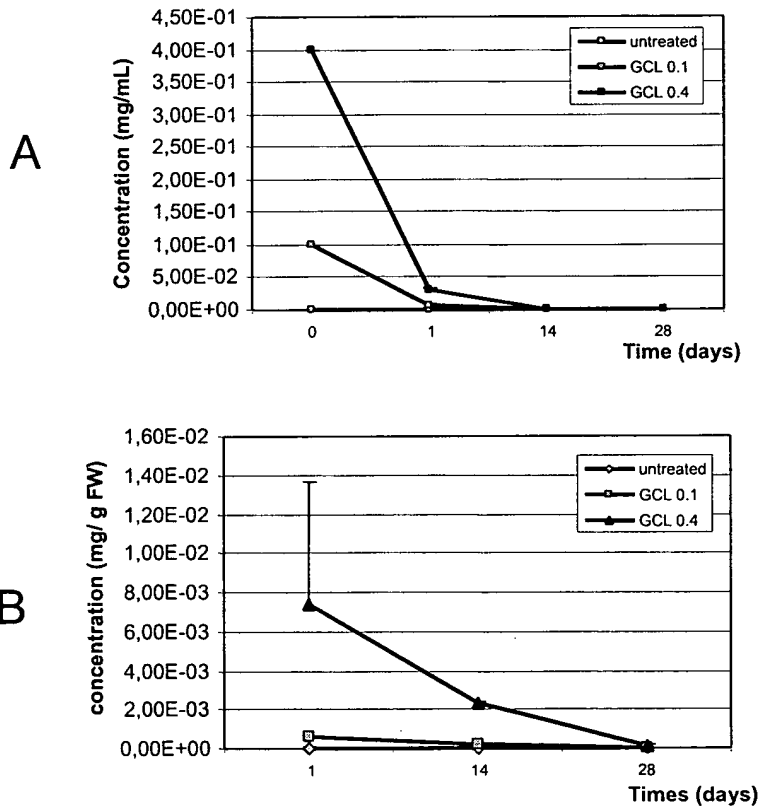 A
Concentration (mg/mL)
4,50E-01
4,00E-01
3,50E-01
3,00E-01
2,50E-01
2,00E-01
1,50E-01
1,00E-01
5,00E-02
0,00E+00
untreated
GCL 0.1
GCL 0.4
0 1 14 28
Time (days)
B
concentration (mg/ g FW)
1,60E-02
1,40E-02
1,20E-02
1,00E-02
8,00E-03
6,00E-03
4,00E-03
2,00E-03
0,00E+00
untreated
GCL 0.1
GCL 0.4
1 14 28
Times (days)